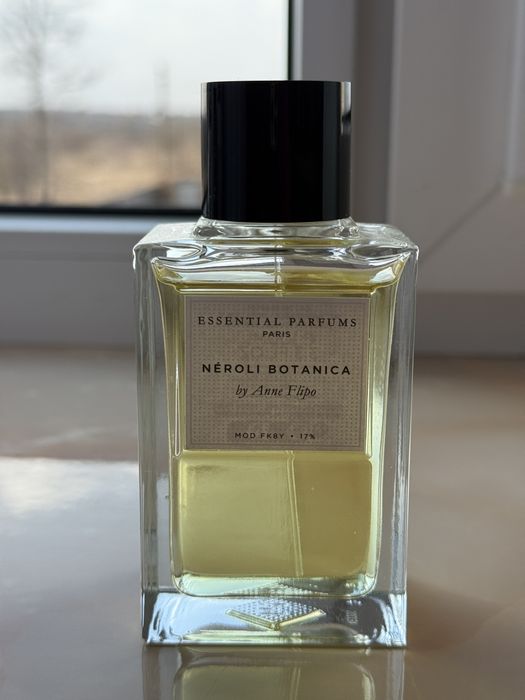 ESSENTIAL PARFUMS
PARIS
NÉROLI BOTANICA
by Anne Flipo
MOD FK8Y • 17%